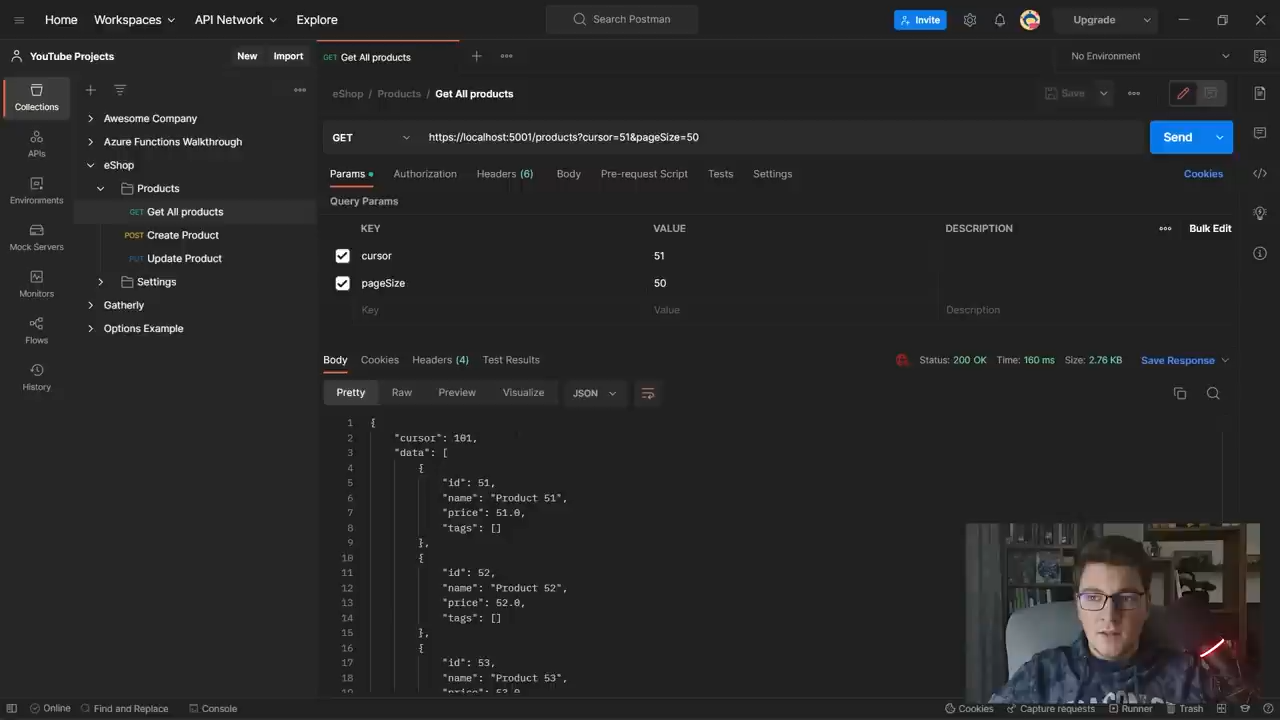 Home Workspaces API Network Explore Search Postman Invite Upgrade
YouTube Projects New Import GET Get All products No Environment
Collections
APIs
Environments
Mock Servers
Monitors
Flows
History
Awesome Company
Azure Functions Walkthrough
eShop
Products
GET Get All products
POST Create Product
PUT Update Product
Settings
Gatherly
Options Example
eShop / Products / Get All products Save
GET https://localhost:5001/products?cursor=51&pageSize=50 Send
Params Authorization Headers (6) Body Pre-request Script Tests Settings Cookies
Query Params
KEY VALUE DESCRIPTION Bulk Edit
cursor 51
pageSize 50
Key Value Description
Body Cookies Headers (4) Test Results Status: 200 OK Time: 160 ms Size: 2.76 KB Save Response
Pretty Raw Preview Visualize JSON
1 {
2 "cursor": 101,
3 "data": [
4 {
5 "id": 51,
6 "name": "Product 51",
7 "price": 51.0,
8 "tags": []
9 },
10 {
11 "id": 52,
12 "name": "Product 52",
13 "price": 52.0,
14 "tags": []
15 },
16 {
17 "id": 53,
18 "name": "Product 53",
19 "price": 53.0
Online Find and Replace Console Cookies Capture requests Runner Trash